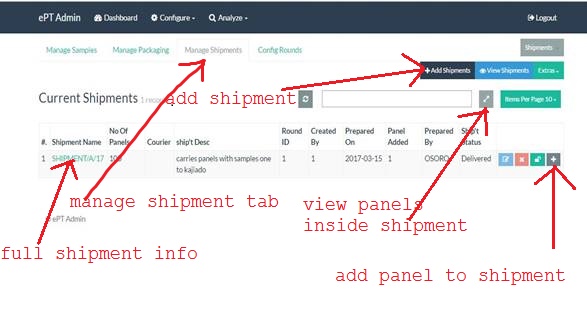 ePT Admin Dashboard Configure Analyze Logout
Manage Samples Manage Packaging Manage Shipments Config Rounds Shipments
Add Shipments View Shipments Extras
Current Shipments 1 Items Per Page 10
add shipment
#. Shipment Name No Of Panels Courier ship't Desc Round ID Created By Prepared On Panel Added Prepared By Ship't Status
1 SHIPMENT/A/17 carries panels with samples one to kajiado 1 1 2017-03-15 1 OSORO Delivered
manage shipment tab
view panels
inside shipment
ePT Admin
full shipment info
add panel to shipment